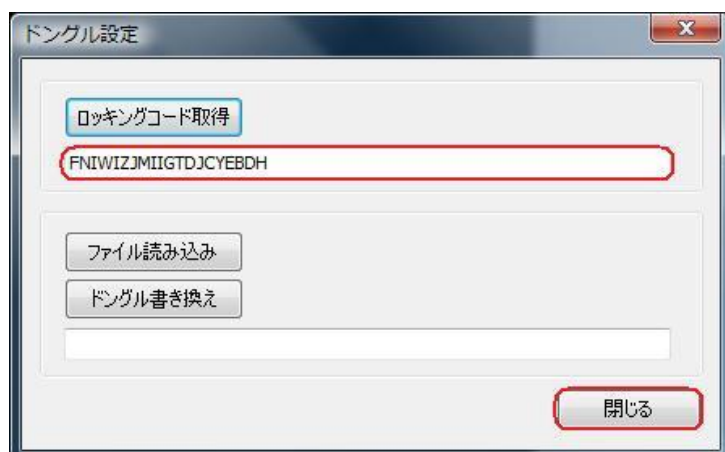 ドングル設定
ロッキングコード取得
FNIWIZJMIIGTDJCYEBDH
ファイル読み込み
ドングル書き換え
閉じる